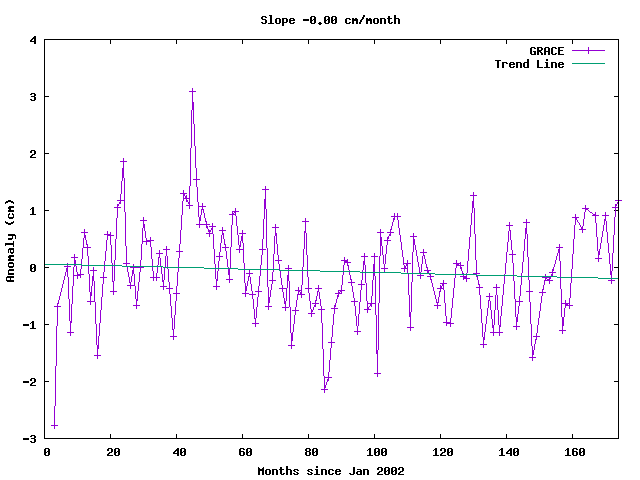 Slope -0.00 cm/month
GRACE
Trend Line
Anomaly (cm)
4
3
2
1
0
-1
-2
-3
0 20 40 60 80 100 120 140 160
Months since Jan 2002